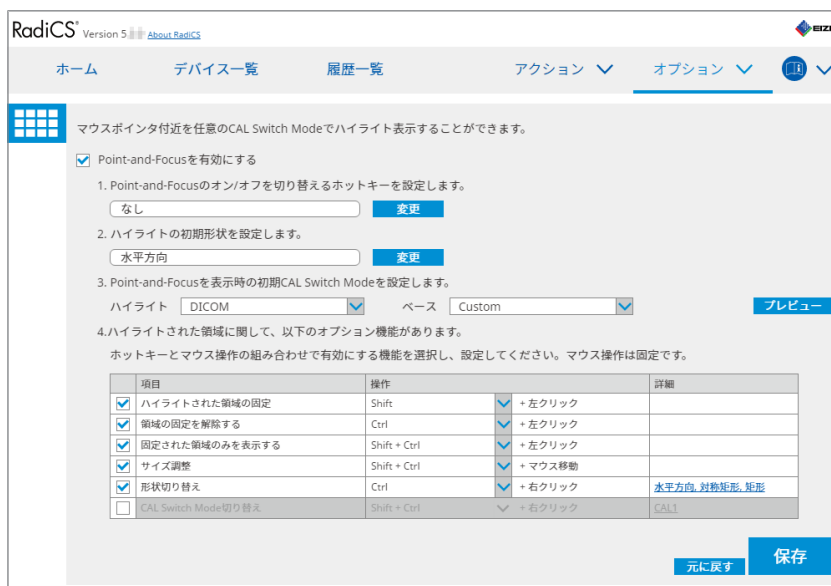 RadiCS® Version 5. About RadiCS
EIZ
ホーム デバイス一覧 履歴一覧 アクション オプション
マウスポインタ付近を任意のCAL Switch Modeでハイライト表示することができます。
Point-and-Focusを有効にする
1. Point-and-Focusのオン/オフを切り替えるホットキーを設定します。
なし 変更
2. ハイライトの初期形状を設定します。
水平方向 変更
3. Point-and-Focusを表示時の初期CAL Switch Modeを設定します。
ハイライト DICOM ベース Custom プレビュー
4.ハイライトされた領域に関して、以下のオプション機能があります。
ホットキーとマウス操作の組み合わせで有効にする機能を選択し、設定してください。マウス操作は固定です。
項目 操作 詳細
ハイライトされた領域の固定 Shift + 左クリック
領域の固定を解除する Ctrl + 左クリック
固定された領域のみを表示する Shift + Ctrl + 左クリック
サイズ調整 Shift + Ctrl + マウス移動
形状切り替え Ctrl + 右クリック 水平方向, 対称矩形, 矩形
CAL Switch Mode切り替え Shift + Ctrl + 右クリック CAL1
元に戻す 保存